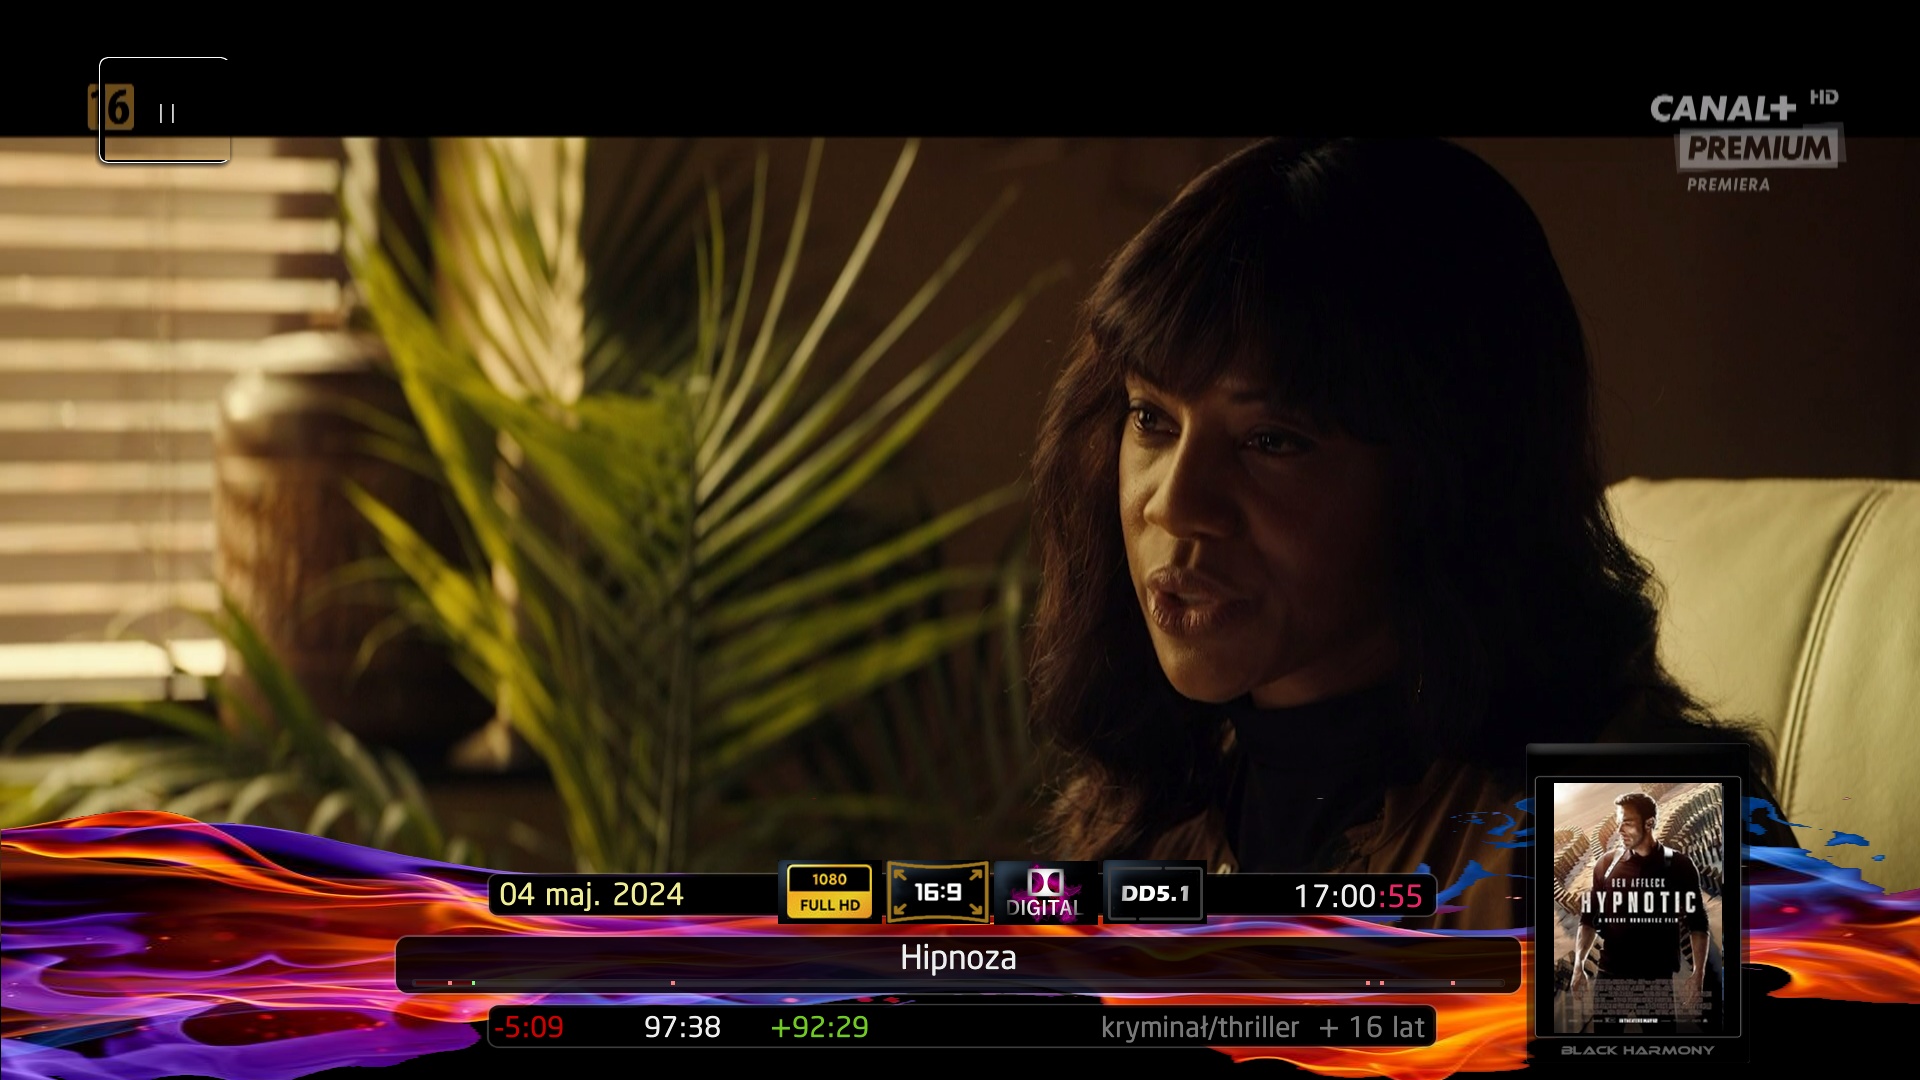 16
CANAL+ HD
PREMIUM
PREMIERA
04 maj. 2024
1080
FULL HD
16:9
DIGITAL
DD5.1
17:00:55
Hipnoza
-5:09 97:38 +92:29
kryminał/thriller + 16 lat
BEN AFFLECK
HYPNOTIC
BLACK HARMONY